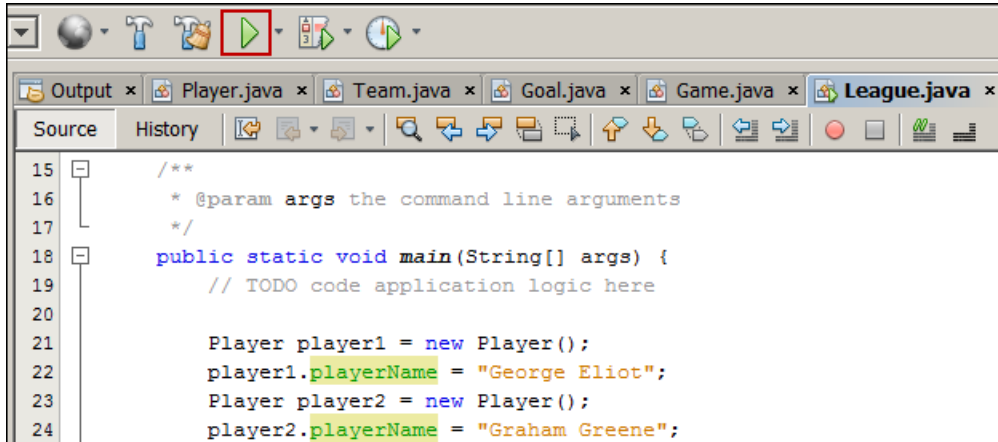 Output × Player.java × Team.java × Goal.java × Game.java × League.java ×
Source History
15 /**
16 * @param args the command line arguments
17 */
18 public static void main(String[] args) {
19 // TODO code application logic here
20
21 Player player1 = new Player();
22 player1.playerName = "George Eliot";
23 Player player2 = new Player();
24 player2.playerName = "Graham Greene";